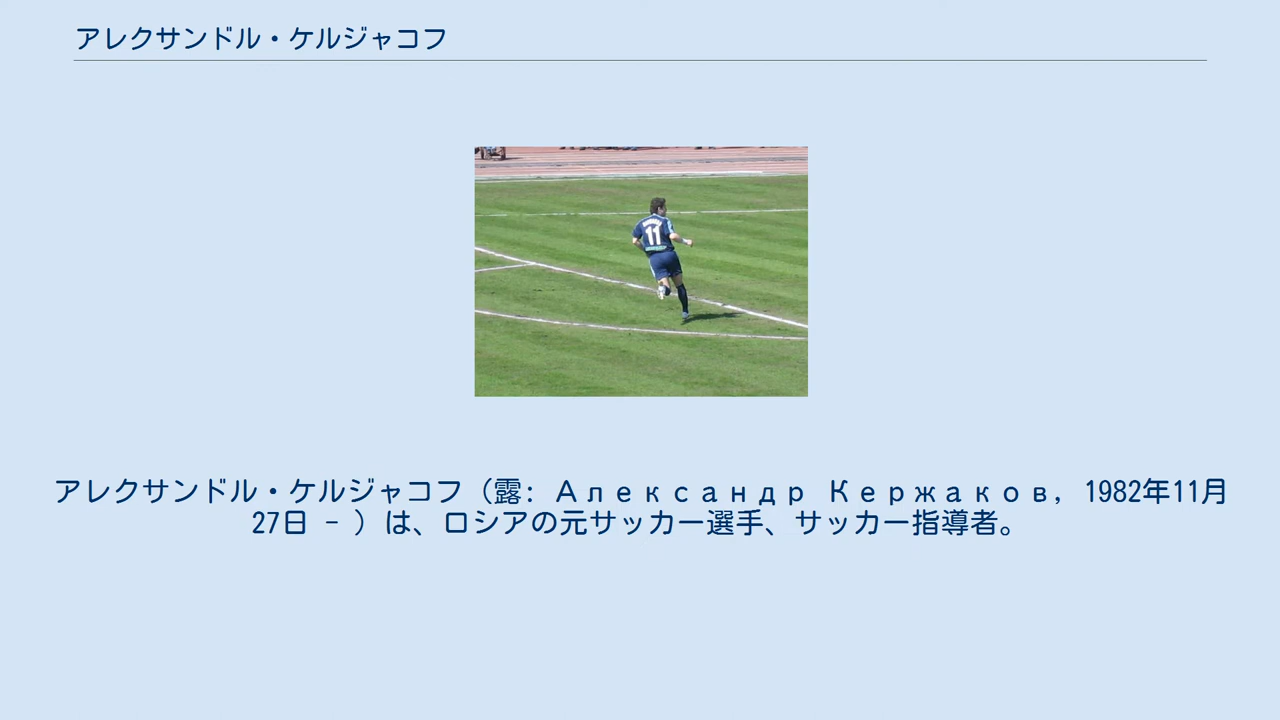 アレクサンドル・ケルジャコフ
11
アレクサンドル・ケルジャコフ（露: Александр Кержаков, 1982年11月
27日 - ）は、ロシアの元サッカー選手、サッカー指導者。